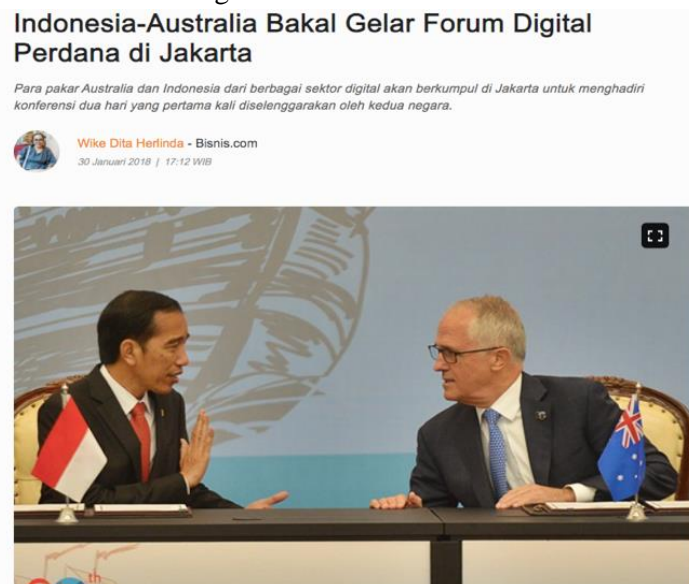 Indonesia-Australia Bakal Gelar Forum Digital
Perdana di Jakarta
Para pakar Australia dan Indonesia dari berbagai sektor digital akan berkumpul di Jakarta untuk menghadiri
konferensi dua hari yang pertama kali diselenggarakan oleh kedua negara.
Wike Dita Herlinda - Bisnis.com
30 Januari 2018 | 17:12 WIB
th